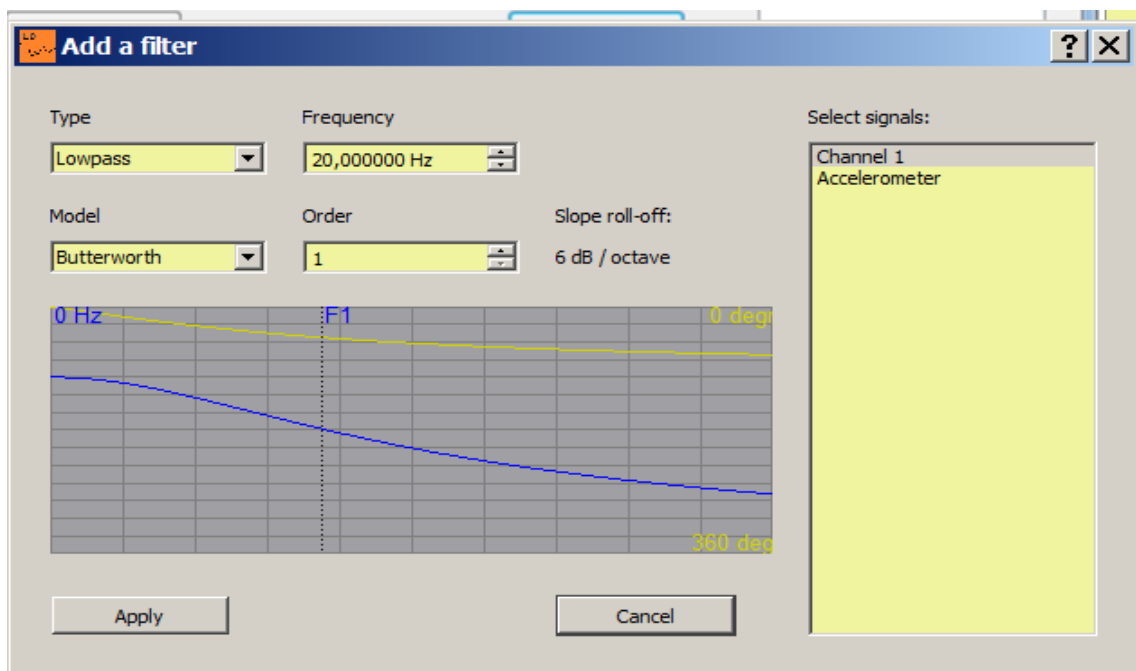 Add a filter
Type
Frequency
Select signals:
Lowpass
20,000000 Hz
Channel 1
Accelerometer
Model
Order
Slope roll-off:
Butterworth
1
6 dB / octave
0 Hz
F1
0 degr
360 deg
Apply
Cancel